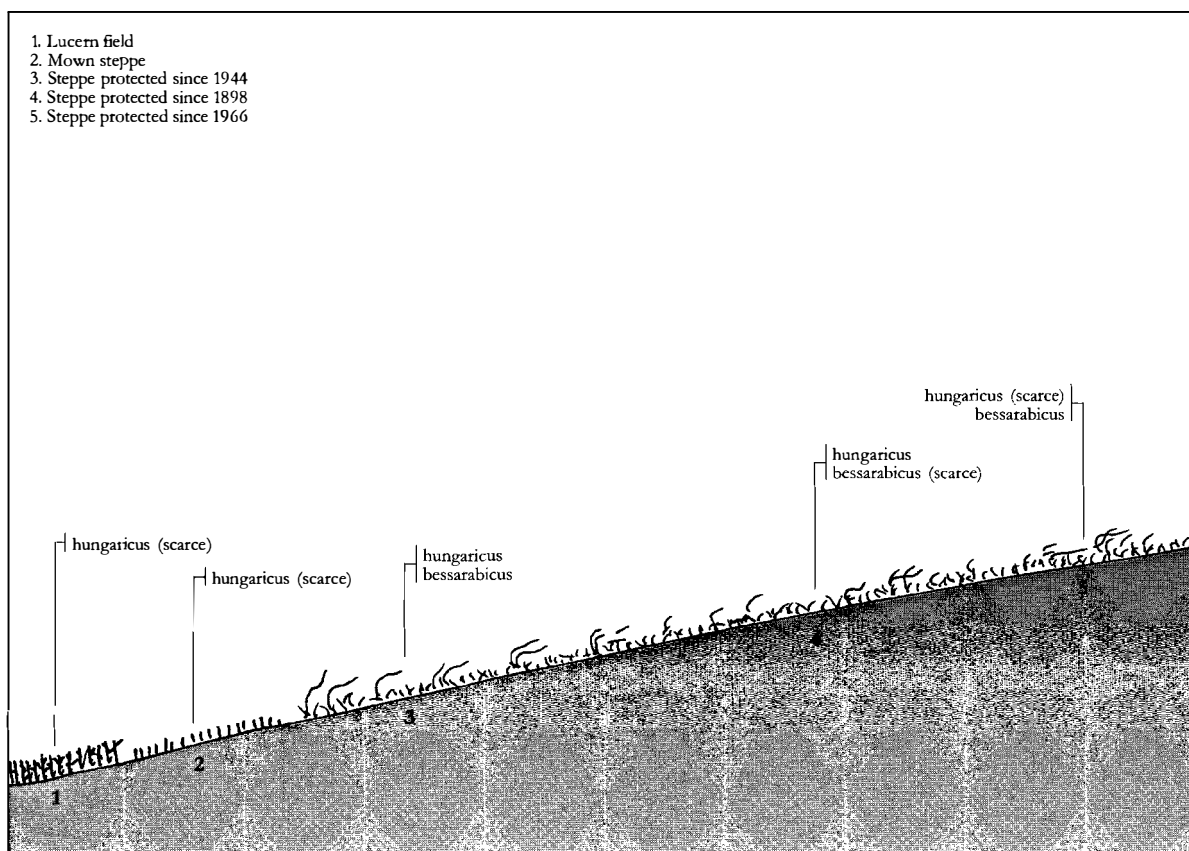 1. Lucern field
2. Mown steppe
3. Steppe protected since 1944
4. Steppe protected since 1898
5. Steppe protected since 1966
hungaricus (scarce)
bessarabicus
hungaricus
bessarabicus (scarce)
hungaricus (scarce)
hungaricus (scarce)
hungaricus
bessarabicus
1
2
3
4
5